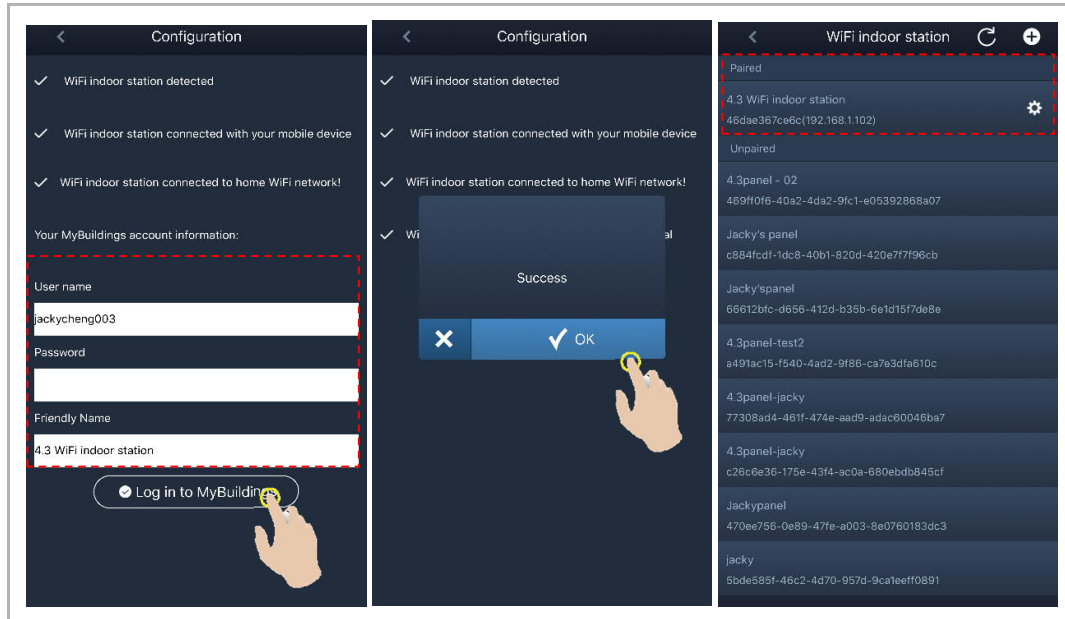 Configuration
WiFi indoor station detected
WiFi indoor station connected with your mobile device
WiFi indoor station connected to home WiFi network!
Your MyBuildings account information:
User name
jackycheng003
Password
Friendly Name
4.3 WiFi indoor station
Log in to MyBuildings
Configuration
WiFi indoor station detected
WiFi indoor station connected with your mobile device
WiFi indoor station connected to home WiFi network!
Wi al
Success
OK
WiFi indoor station
Paired
4.3 WiFi indoor station
46dae367ce6c(192.168.1.102)
Unpaired
4.3panel - 02
469ff0f6-40a2-4da2-9fc1-e05392868a07
Jacky's panel
c884fcdf-1dc8-40b1-820d-420e7f7f96cb
Jacky'spanel
66612bfc-d656-412d-b35b-6e1d15f7de8e
4.3panel-test2
a491ac15-f540-4ad2-9f86-ca7e3dfa610c
4.3panel-jacky
77308ad4-461f-474e-aad9-adac60046ba7
4.3panel-jacky
c26c6e36-175e-43f4-ac0a-680ebdb845cf
Jackypanel
470ee756-0e89-47fe-a003-8e0760183dc3
jacky
5bde585f-46c2-4d70-957d-9ca1eeff0891